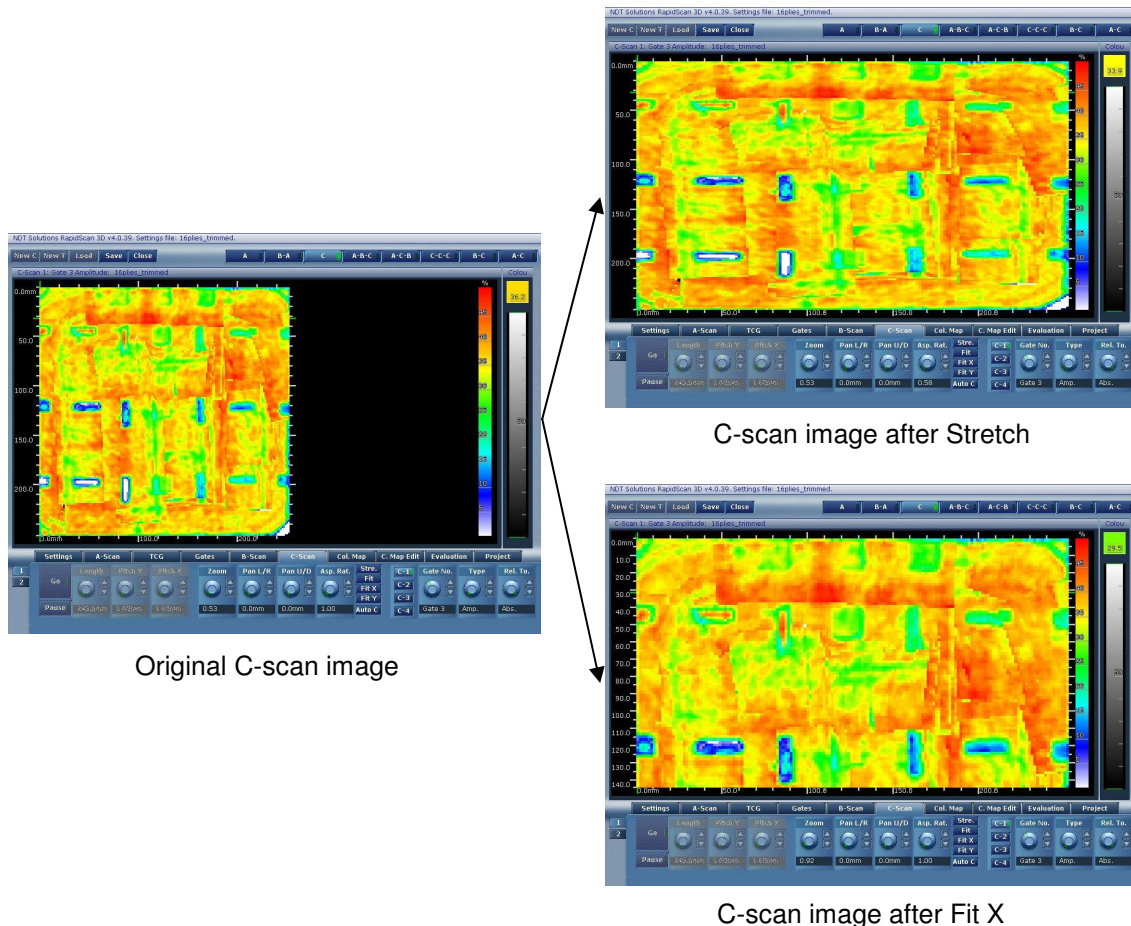 NDT Solutions RapidScan 3D v4.0.39. Settings file: 16plies_trimmed.
New C New T Load Save Close A B-A C A-B-C A-C-B C-C-C B-C A-C
C-Scan 1: Gate 3 Amplitude: 16plies_trimmed Colou
0.0mm % 33.9
50.0
100.0
150.0
200.0
0.0mm 50.0 100.0 150.0 200.0
Settings A-Scan TCG Gates B-Scan C-Scan Col. Map C. Map Edit Evaluation Project
1 Go Length Pitch Y Pitch X Zoom Pan L/R Pan U/D Asp. Rat. Stre. C-1 Gate No. Type Rel. To.
2 Fit C-2
Fit X C-3
Fit Y
Pause 0.53 0.0mm 0.0mm 0.58 Auto C C-4 Gate 3 Amp. Abs.
C-scan image after Stretch
NDT Solutions RapidScan 3D v4.0.39. Settings file: 16plies_trimmed.
New C New T Load Save Close A B-A C A-B-C A-C-B C-C-C B-C A-C
C-Scan 1: Gate 3 Amplitude: 16plies_trimmed Colou
0.0mm % 36.2
50.0
100.0
150.0
200.0
0.0mm 100.0 200.0
Settings A-Scan TCG Gates B-Scan C-Scan Col. Map C. Map Edit Evaluation Project
1 Go Length Pitch Y Pitch X Zoom Pan L/R Pan U/D Asp. Rat. Stre. C-1 Gate No. Type Rel. To.
2 Fit C-2
Fit X C-3
Fit Y
Pause 0.53 0.0mm 0.0mm 1.00 Auto C C-4 Gate 3 Amp. Abs.
Original C-scan image
NDT Solutions RapidScan 3D v4.0.39. Settings file: 16plies_trimmed.
New C New T Load Save Close A B-A C A-B-C A-C-B C-C-C B-C A-C
C-Scan 1: Gate 3 Amplitude: 16plies_trimmed Colou
0.0mm % 29.5
10.0
20.0
30.0
40.0
50.0
60.0
70.0
80.0
90.0
100.0
110.0
120.0
130.0
140.0
0.0mm 50.0 100.0 150.0 200.0
Settings A-Scan TCG Gates B-Scan C-Scan Col. Map C. Map Edit Evaluation Project
1 Go Length Pitch Y Pitch X Zoom Pan L/R Pan U/D Asp. Rat. Stre. C-1 Gate No. Type Rel. To.
2 Fit C-2
Fit X C-3
Fit Y
Pause 0.92 0.0mm 0.0mm 1.00 Auto C C-4 Gate 3 Amp. Abs.
C-scan image after Fit X